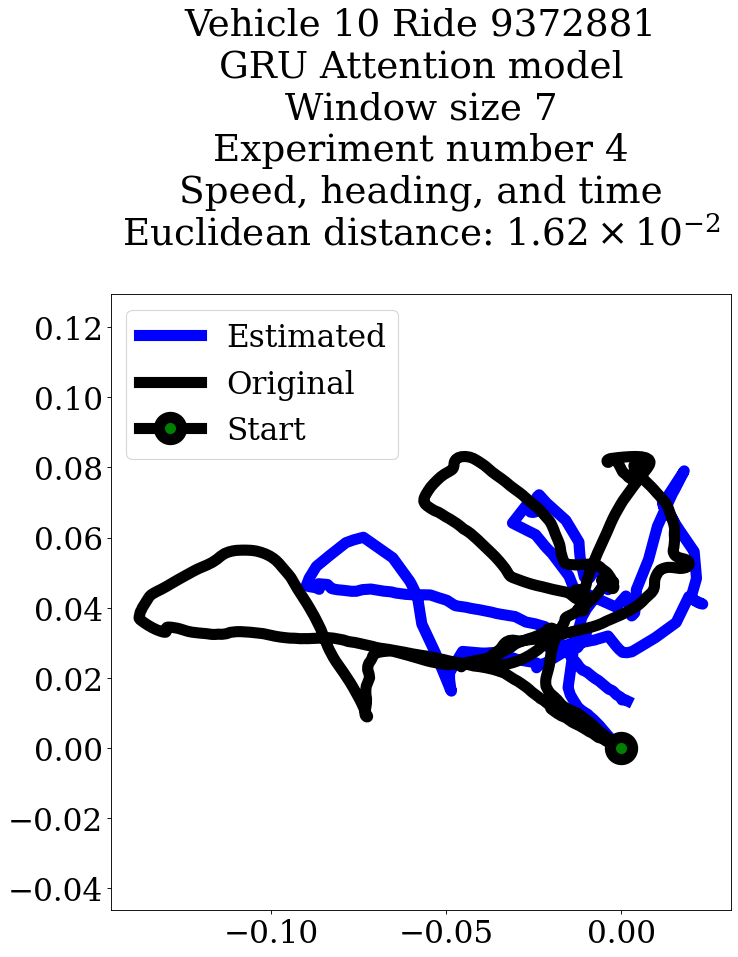 Vehicle 10 Ride 9372881
GRU Attention model
Window size 7
Experiment number 4
Speed, heading, and time
Euclidean distance: 1.62 × 10⁻²
Estimated
Original
Start
0.12
0.10
0.08
0.06
0.04
0.02
0.00
−0.02
−0.04
−0.10
−0.05
0.00